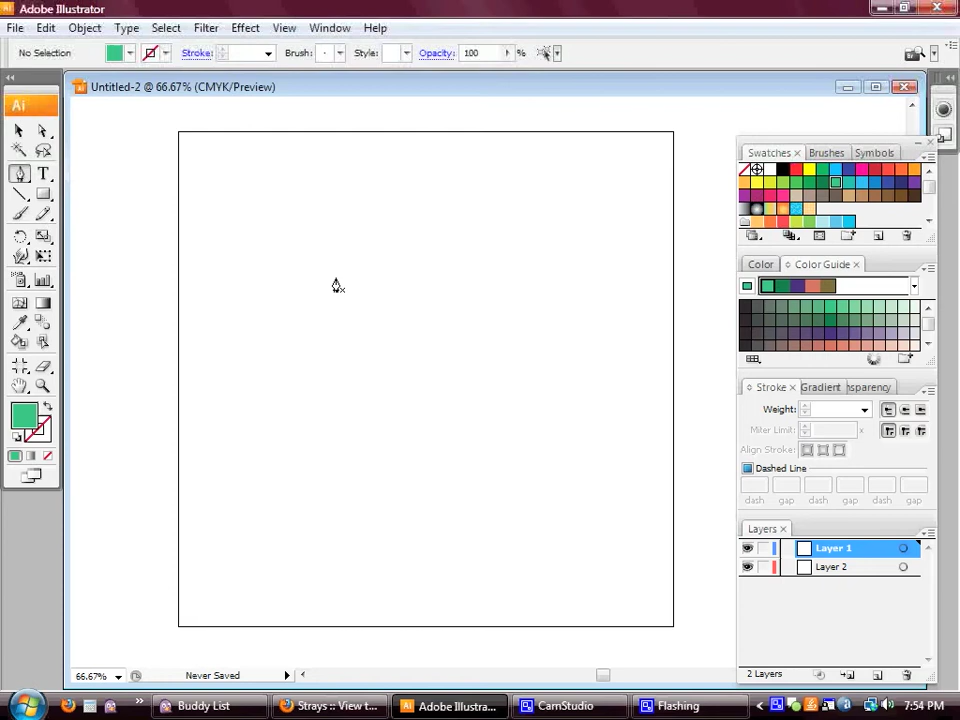 Adobe Illustrator
File Edit Object Type Select Filter Effect View Window Help
No Selection Stroke: Brush: Style: Opacity: 100 %
Untitled-2 @ 66.67% (CMYK/Preview)
Ai
T
Swatches × Brushes Symbols
Color Color Guide ×
Stroke × Gradient nsparency
Weight:
Miter Limit: x
Align Stroke:
Dashed Line
dash gap dash gap dash gap
Layers ×
Layer 1
Layer 2
2 Layers
66.67% Never Saved
Buddy List Strays :: View t... Adobe Illustra... CamStudio Flashing 7:54 PM